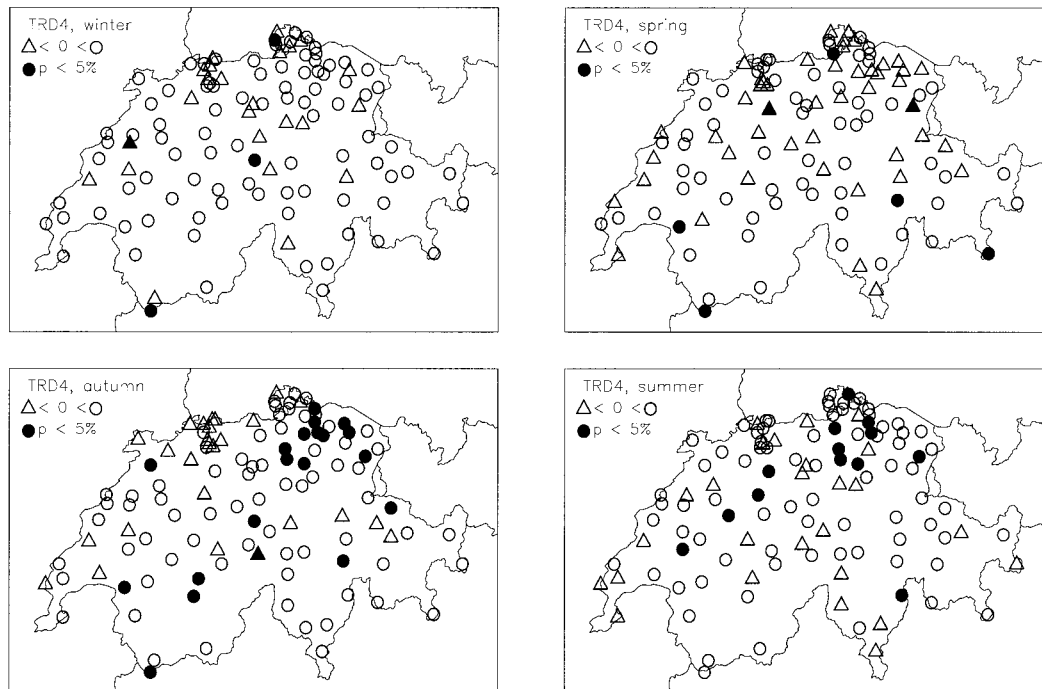 TRD4, winter
△< 0 <○
● p < 5%
TRD4, spring
△< 0 <○
● p < 5%
TRD4, autumn
△< 0 <○
● p < 5%
TRD4, summer
△< 0 <○
● p < 5%